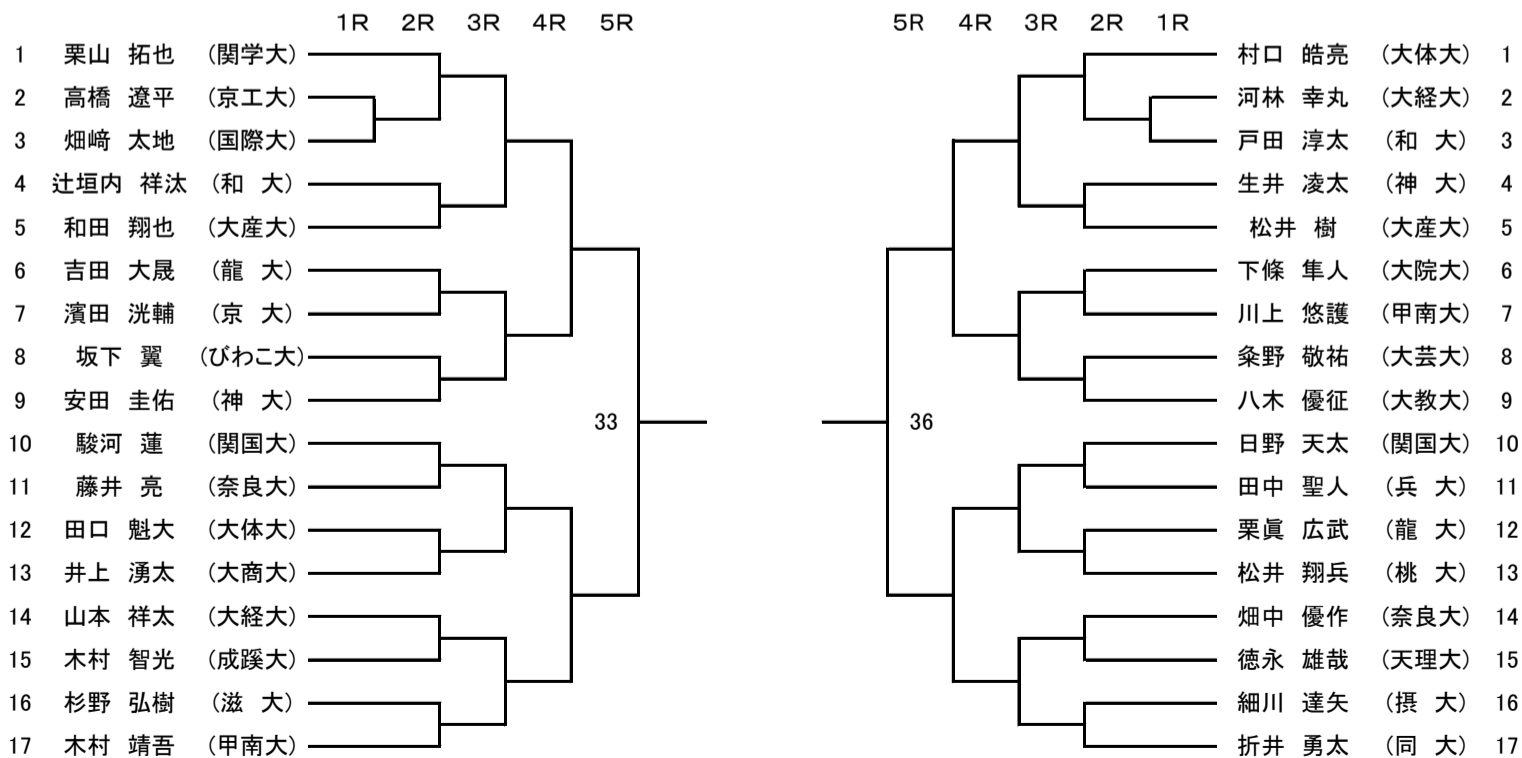 1R 2R 3R 4R 5R 5R 4R 3R 2R 1R
1 栗山 拓也 (関学大) 村口 皓亮 (大体大) 1
2 高橋 遼平 (京工大) 河林 幸丸 (大経大) 2
3 畑﨑 太地 (国際大) 戸田 淳太 (和 大) 3
4 辻垣内 祥汰 (和 大) 生井 凌太 (神 大) 4
5 和田 翔也 (大産大) 松井 樹 (大産大) 5
6 吉田 大晟 (龍 大) 下條 隼人 (大院大) 6
7 濱田 洸輔 (京 大) 川上 悠護 (甲南大) 7
8 坂下 翼 (びわこ大) 粂野 敬祐 (大芸大) 8
9 安田 圭佑 (神 大) 八木 優征 (大教大) 9
33 36
10 駿河 蓮 (関国大) 日野 天太 (関国大) 10
11 藤井 亮 (奈良大) 田中 聖人 (兵 大) 11
12 田口 魁大 (大体大) 栗眞 広武 (龍 大) 12
13 井上 湧太 (大商大) 松井 翔兵 (桃 大) 13
14 山本 祥太 (大経大) 畑中 優作 (奈良大) 14
15 木村 智光 (成蹊大) 徳永 雄哉 (天理大) 15
16 杉野 弘樹 (滋 大) 細川 達矢 (摂 大) 16
17 木村 靖吾 (甲南大) 折井 勇太 (同 大) 17